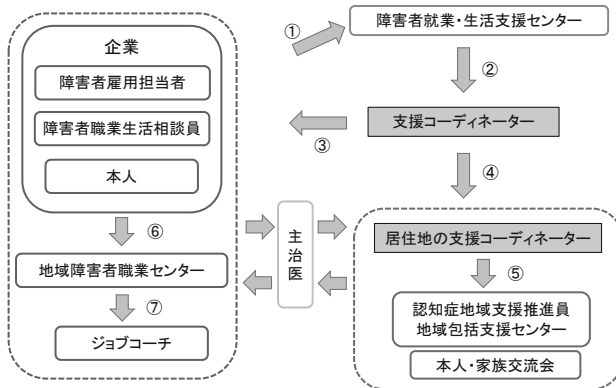 企業
障害者雇用担当者
障害者職業生活相談員
本人
⑥
地域障害者職業センター
⑦
ジョブコーチ
①
障害者就業・生活支援センター
②
支援コーディネーター
③
④
主治医
居住地の支援コーディネーター
⑤
認知症地域支援推進員
地域包括支援センター
本人・家族交流会